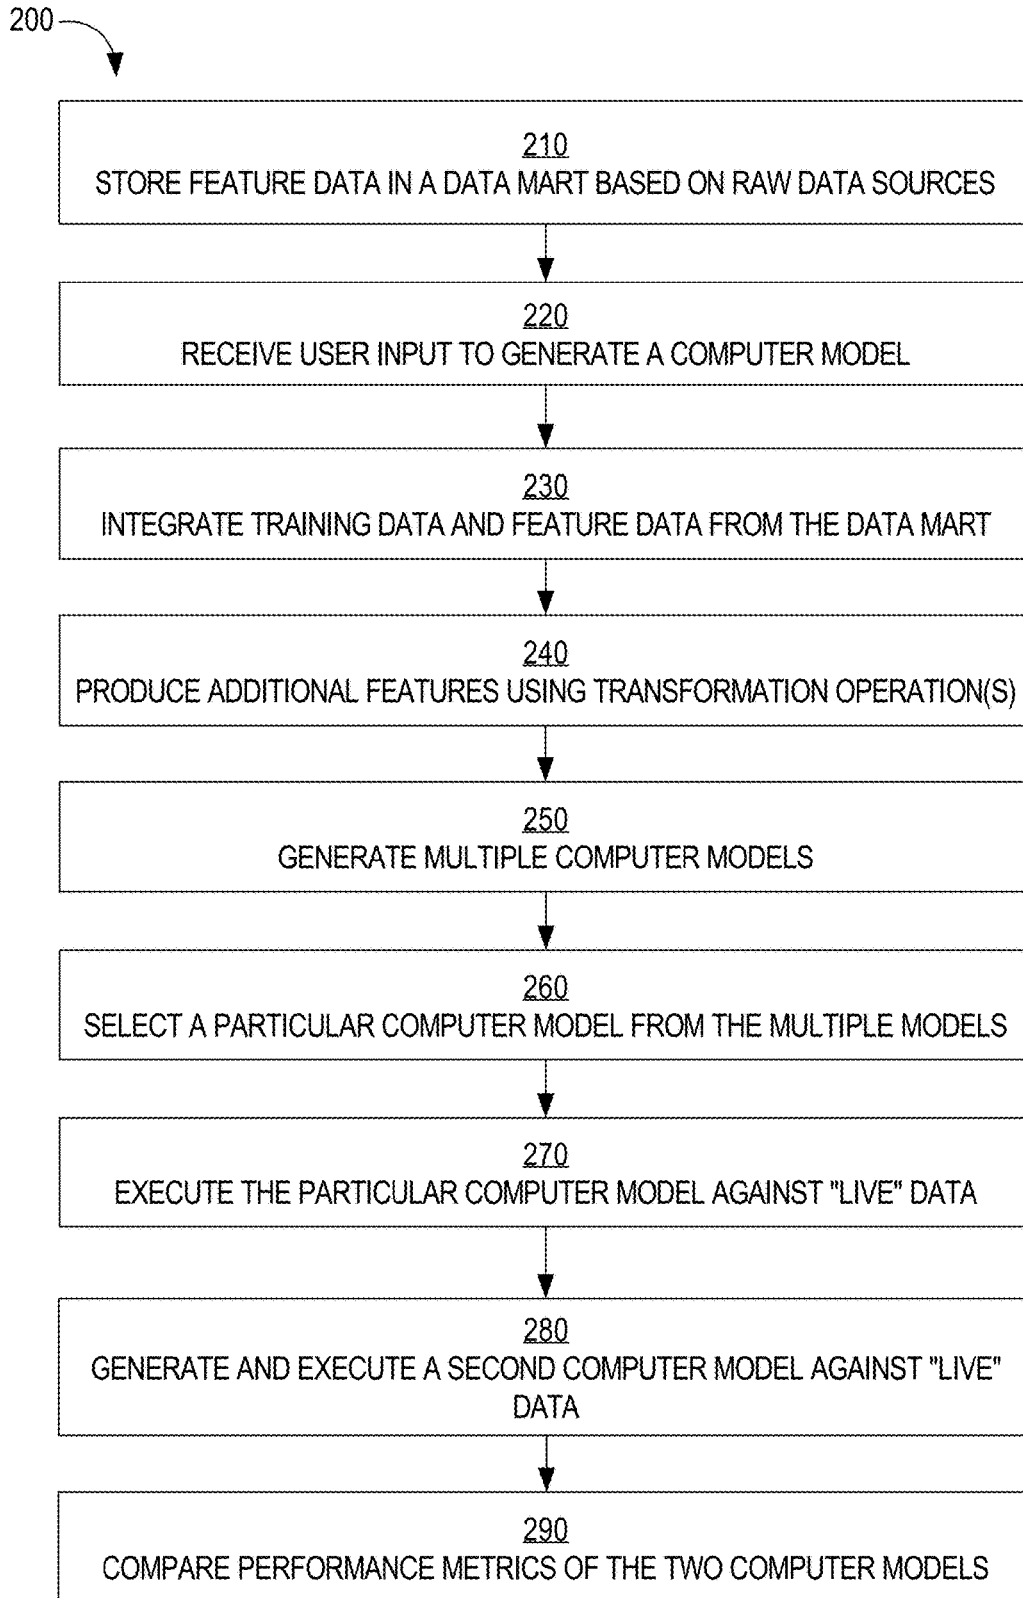 200
210
STORE FEATURE DATA IN A DATA MART BASED ON RAW DATA SOURCES
220
RECEIVE USER INPUT TO GENERATE A COMPUTER MODEL
230
INTEGRATE TRAINING DATA AND FEATURE DATA FROM THE DATA MART
240
PRODUCE ADDITIONAL FEATURES USING TRANSFORMATION OPERATION(S)
250
GENERATE MULTIPLE COMPUTER MODELS
260
SELECT A PARTICULAR COMPUTER MODEL FROM THE MULTIPLE MODELS
270
EXECUTE THE PARTICULAR COMPUTER MODEL AGAINST "LIVE" DATA
280
GENERATE AND EXECUTE A SECOND COMPUTER MODEL AGAINST "LIVE"
DATA
290
COMPARE PERFORMANCE METRICS OF THE TWO COMPUTER MODELS